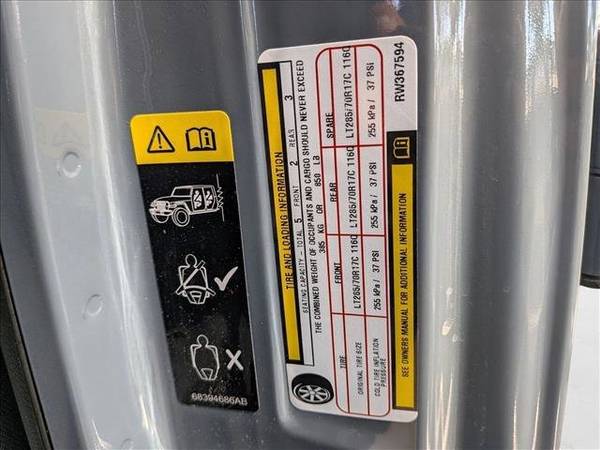 68394686AB
TIRE AND LOADING INFORMATION
SEATING CAPACITY - TOTAL 5 FRONT 2 REAR 3
THE COMBINED WEIGHT OF OCCUPANTS AND CARGO SHOULD NEVER EXCEED
385 KG OR 850 LB
TIRE FRONT REAR SPARE
ORIGINAL TIRE SIZE LT285/70R17C 116Q LT285/70R17C 116Q LT285/70R17C 116Q
COLD TIRE INFLATION
PRESSURE 255 kPa / 37 PSI 255 kPa / 37 PSI 255 kPa / 37 PSI
SEE OWNERS MANUAL FOR ADDITIONAL INFORMATION
RW367594